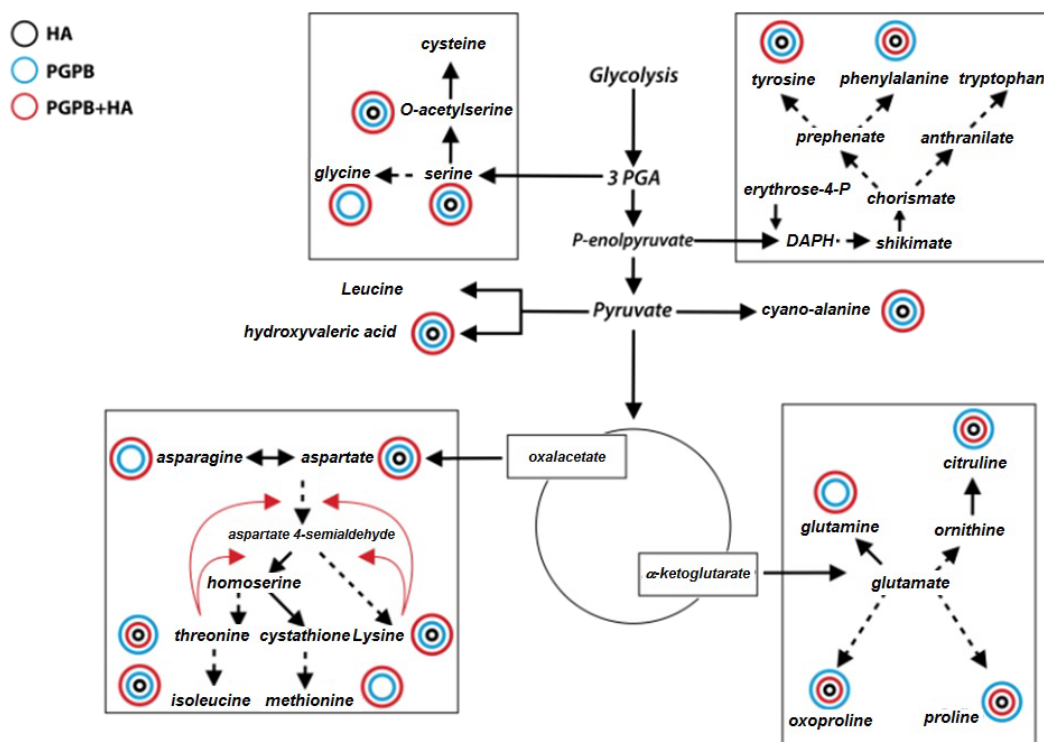 HA
PGPB
PGPB+HA
cysteine
O-acetylserine
glycine
serine
Glycolysis
3 PGA
P-enolpyruvate
Pyruvate
tyrosine
phenylalanine
tryptophan
prephenate
anthranilate
erythrose-4-P
chorismate
DAPH
shikimate
Leucine
hydroxyvaleric acid
cyano-alanine
asparagine
aspartate
oxalacetate
aspartate 4-semialdehyde
homoserine
threonine
cystathione
Lysine
isoleucine
methionine
α-ketoglutarate
citruline
glutamine
ornithine
glutamate
oxoproline
proline